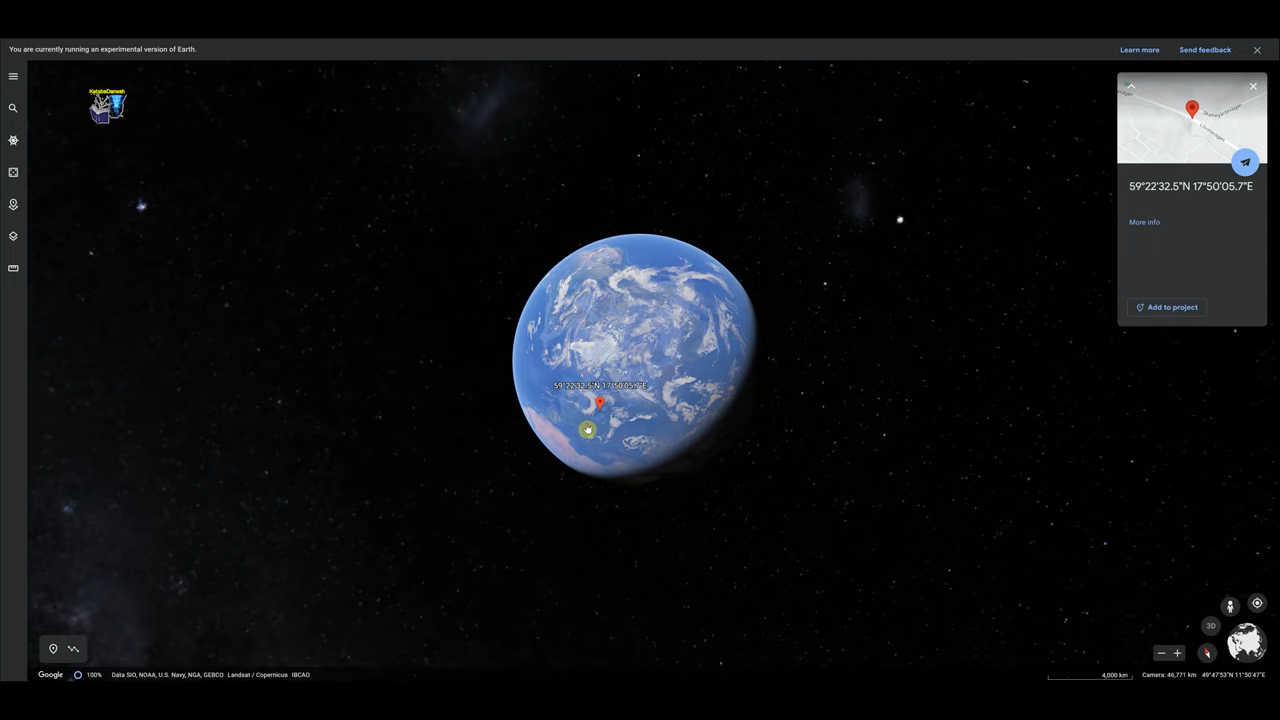 You are currently running an experimental version of Earth.
Learn more
Send feedback
KetabeDanesh
Skattegårdsvägen
Lövstavägen
59°22'32.5"N 17°50'05.7"E
More info
Add to project
59°22'32.5"N 17°50'05.7"E
3D
Google
100%
Data SIO, NOAA, U.S. Navy, NGA, GEBCO Landsat / Copernicus IBCAO
4,000 km
Camera: 46,771 km
49°47'53"N 11°50'47"E